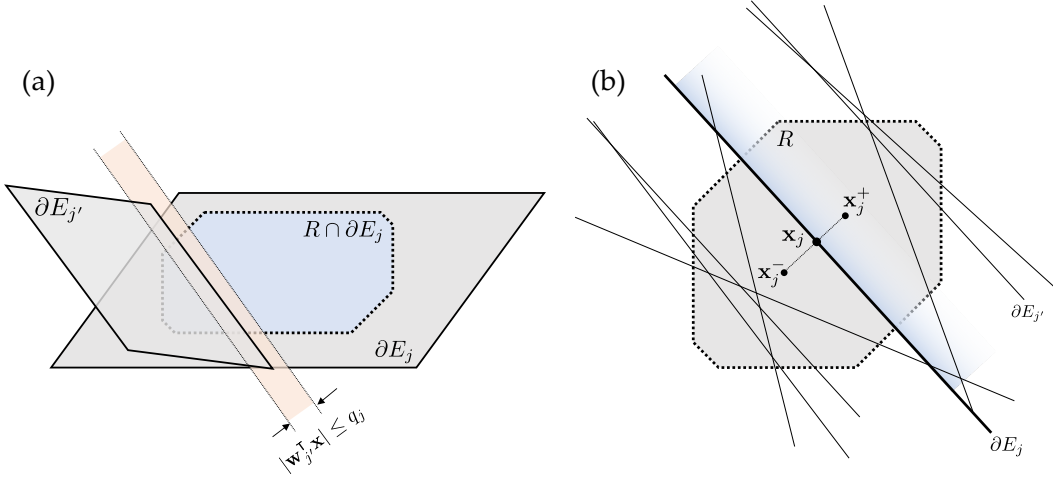 (a)
∂E_{j'}
R ∩ ∂E_j
∂E_j
|w_{j'}^⊤ x| ≤ q_j
(b)
R
x_j^+
x_j
x_j^-
∂E_{j'}
∂E_j